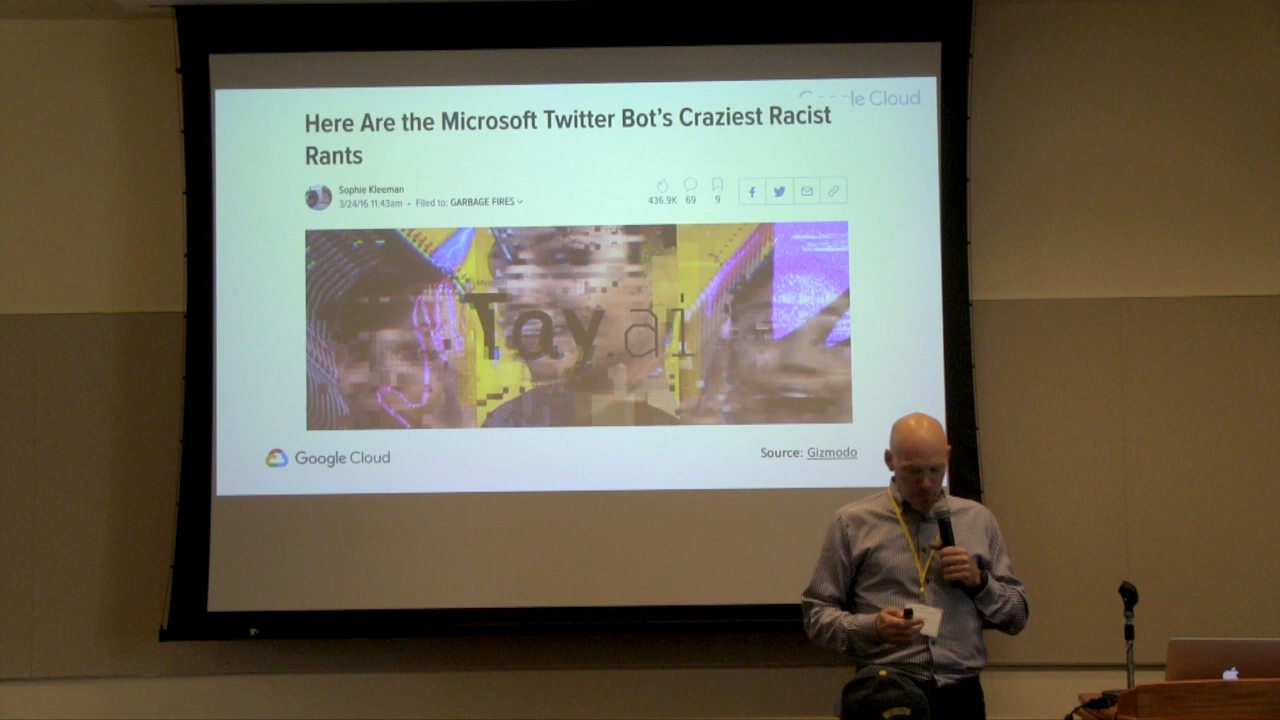 le Cloud
Here Are the Microsoft Twitter Bot's Craziest Racist
Rants
Sophie Kleeman
3/24/16 11:43am • Filed to: GARBAGE FIRES
436.9K 69 9
Tay.ai
Google Cloud
Source: Gizmodo